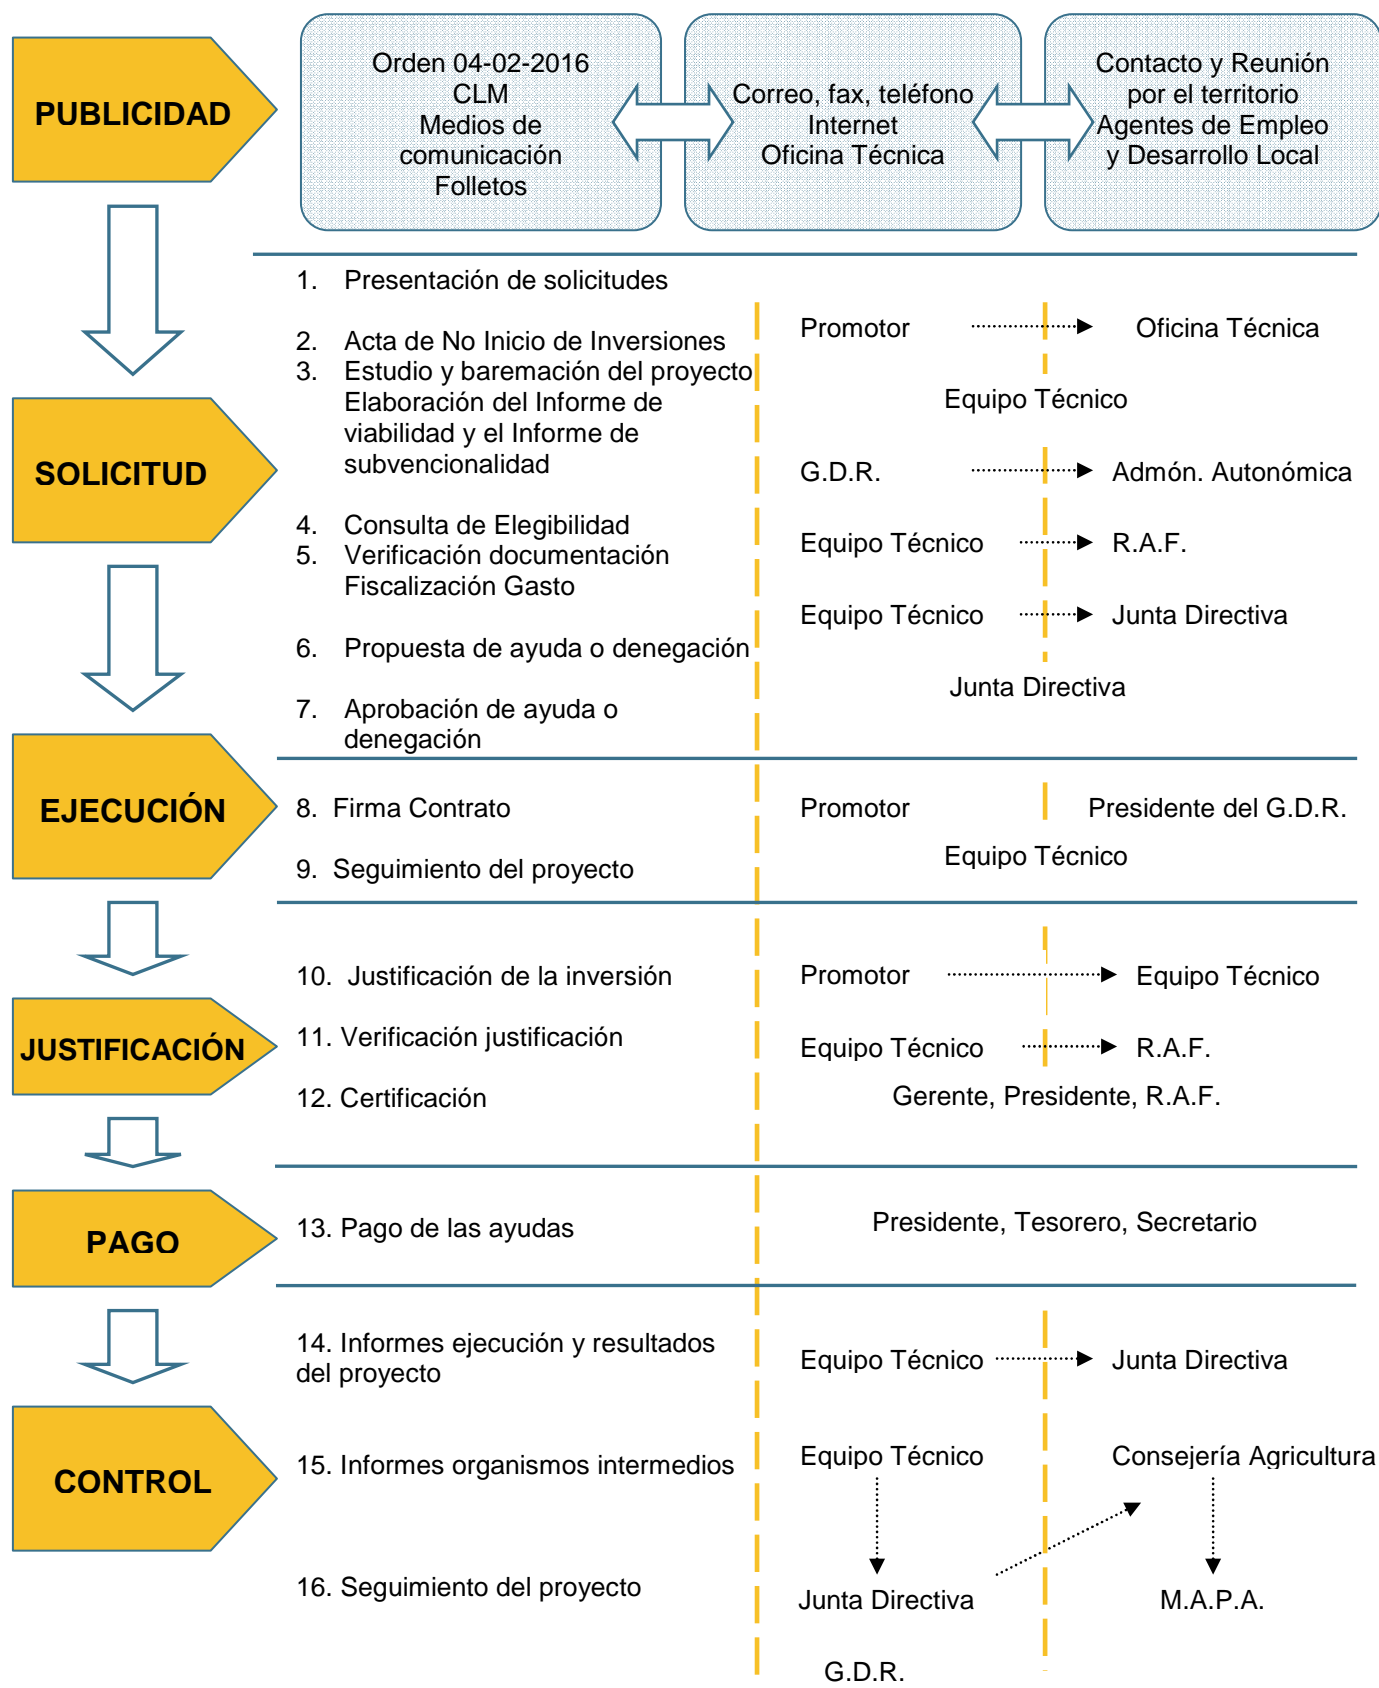 PUBLICIDAD
Orden 04-02-2016
CLM
Medios de
comunicación
Folletos
Correo, fax, teléfono
Internet
Oficina Técnica
Contacto y Reunión
por el territorio
Agentes de Empleo
y Desarrollo Local
SOLICITUD
1. Presentación de solicitudes
Promotor
Oficina Técnica
2. Acta de No Inicio de Inversiones
3. Estudio y baremación del proyecto
Elaboración del Informe de
viabilidad y el Informe de
subvencionalidad
Equipo Técnico
G.D.R.
Admón. Autonómica
4. Consulta de Elegibilidad
5. Verificación documentación
Fiscalización Gasto
Equipo Técnico
R.A.F.
Equipo Técnico
Junta Directiva
6. Propuesta de ayuda o denegación
Junta Directiva
7. Aprobación de ayuda o
denegación
EJECUCIÓN
8. Firma Contrato
Promotor
Presidente del G.D.R.
9. Seguimiento del proyecto
Equipo Técnico
JUSTIFICACIÓN
10. Justificación de la inversión
Promotor
Equipo Técnico
11. Verificación justificación
Equipo Técnico
R.A.F.
12. Certificación
Gerente, Presidente, R.A.F.
PAGO
13. Pago de las ayudas
Presidente, Tesorero, Secretario
CONTROL
14. Informes ejecución y resultados
del proyecto
Equipo Técnico
Junta Directiva
15. Informes organismos intermedios
Equipo Técnico
Consejería Agricultura
16. Seguimiento del proyecto
Junta Directiva
M.A.P.A.
G.D.R.